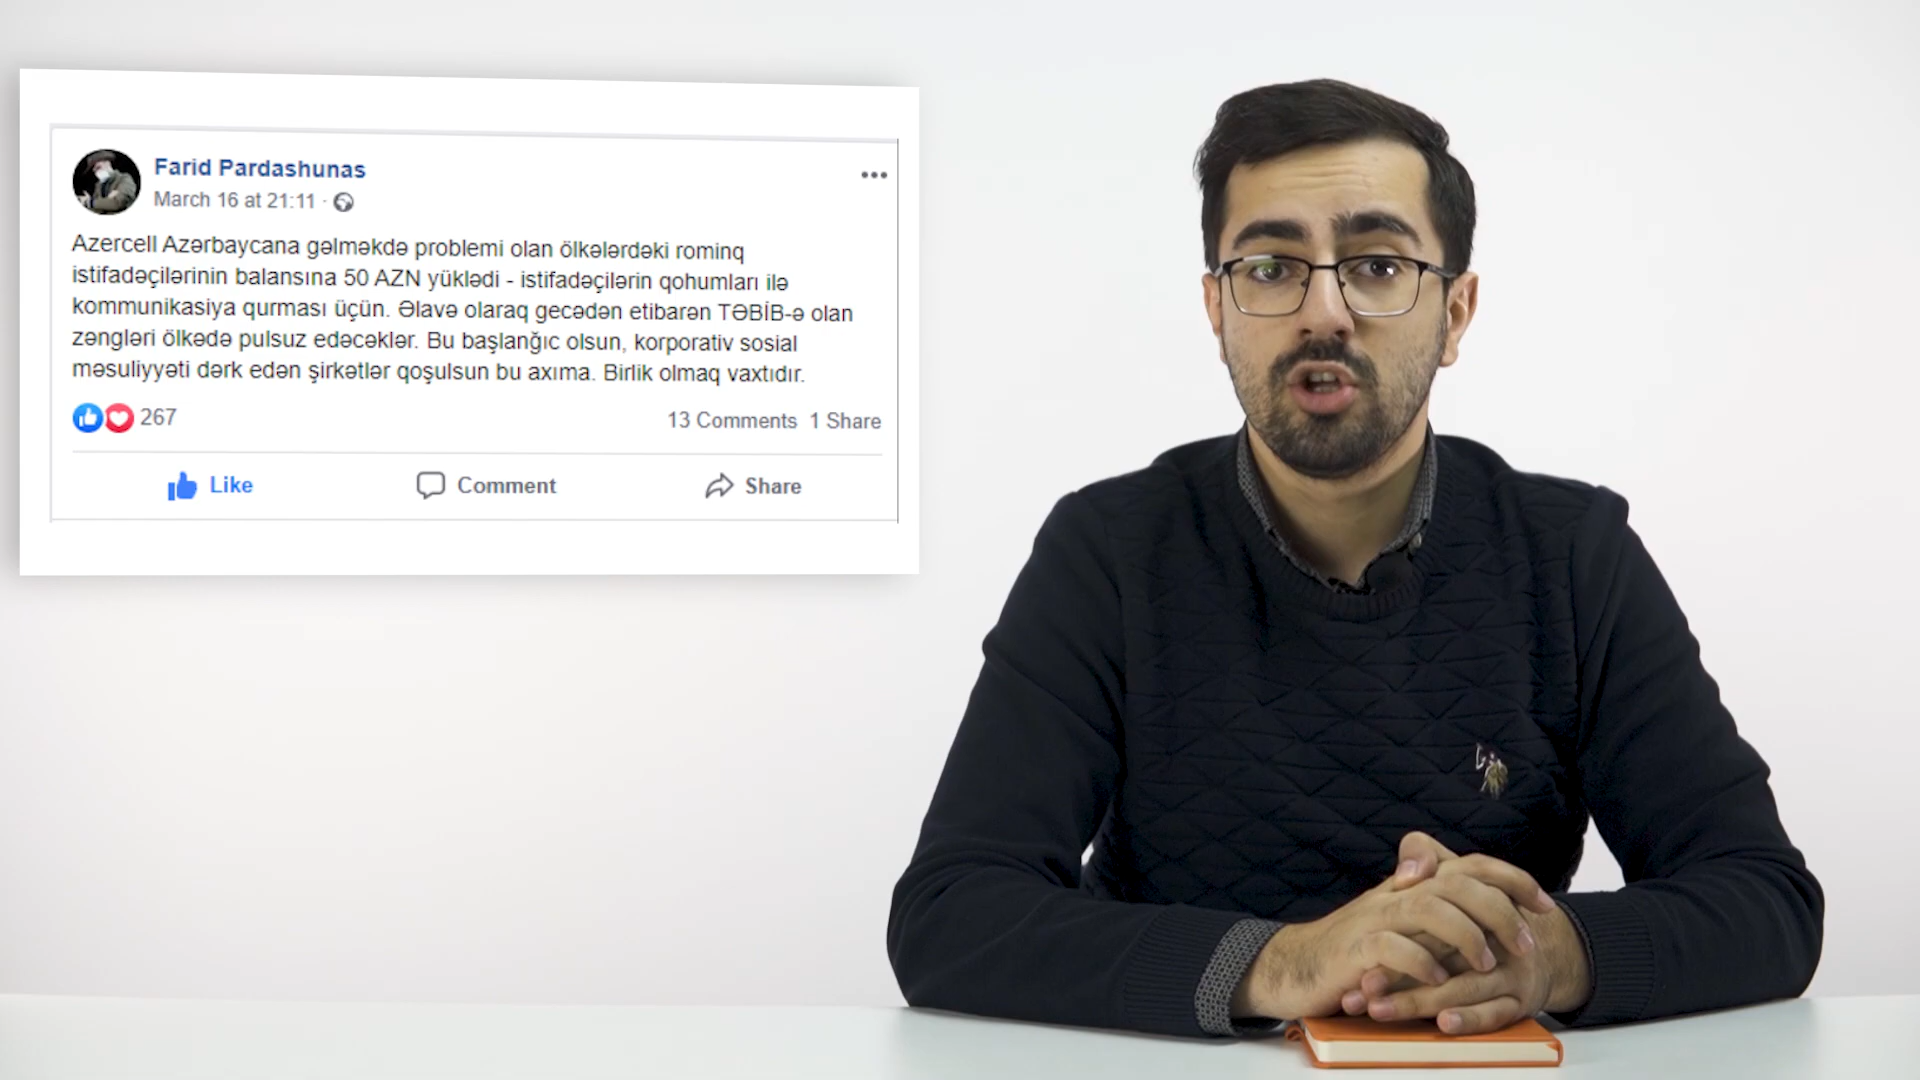 Farid Pardashunas
March 16 at 21:11 ·
Azercell Azərbaycana gəlməkdə problemi olan ölkələrdəki rominq
istifadəçilərinin balansına 50 AZN yüklədi - istifadəçilərin qohumları ilə
kommunikasiya qurması üçün. Əlavə olaraq gecədən etibarən TƏBİB-ə olan
zəngləri ölkədə pulsuz edəcəklər. Bu başlanğıc olsun, korporativ sosial
məsuliyyəti dərk edən şirkətlər qoşulsun bu axıma. Birlik olmaq vaxtıdır.
267 13 Comments 1 Share
Like Comment Share